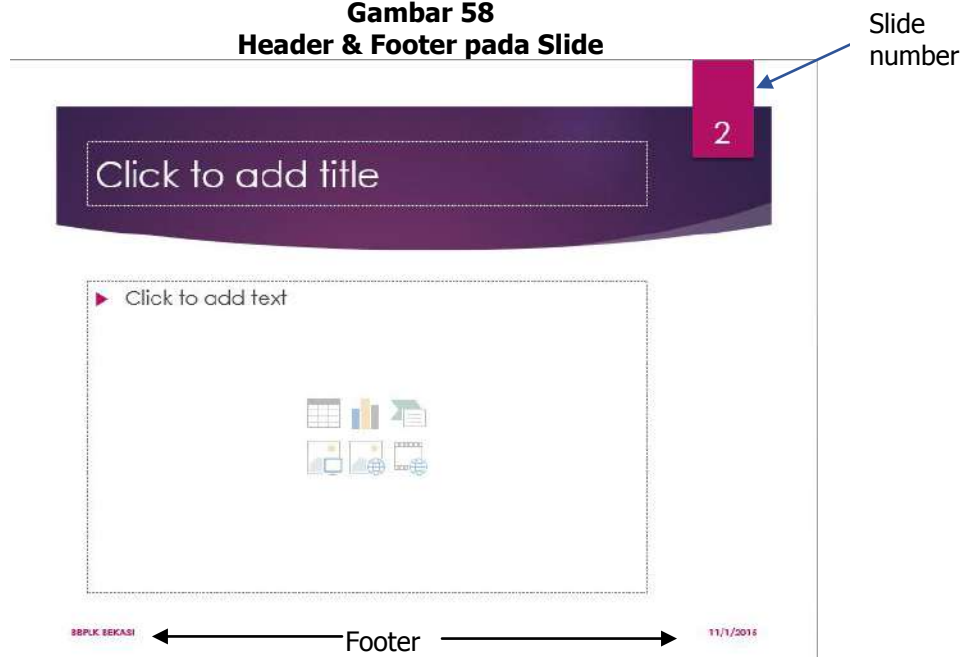 Gambar 58
Header & Footer pada Slide
Slide
number
2
Click to add title
Click to add text
BBPLK BEKASI
Footer
11/1/2016